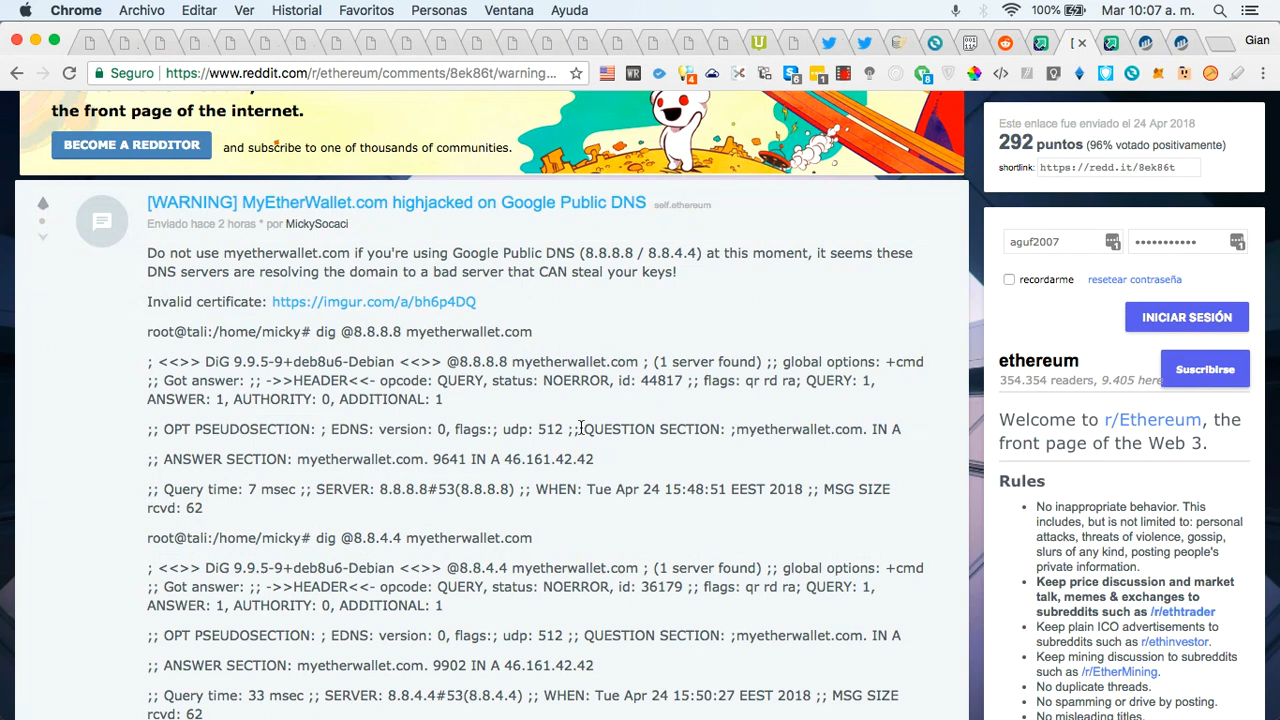 Chrome Archivo Editar Ver Historial Favoritos Personas Ventana Ayuda 100% Mar 10:07 a. m.
Gian
Seguro https://www.reddit.com/r/ethereum/comments/8ek86t/warning...
the front page of the internet.
BECOME A REDDITOR and subscribe to one of thousands of communities.
[WARNING] MyEtherWallet.com highjacked on Google Public DNS self.ethereum
Enviado hace 2 horas * por MickySocaci
Do not use myetherwallet.com if you're using Google Public DNS (8.8.8.8 / 8.8.4.4) at this moment, it seems these
DNS servers are resolving the domain to a bad server that CAN steal your keys!
Invalid certificate: https://imgur.com/a/bh6p4DQ
root@tali:/home/micky# dig @8.8.8.8 myetherwallet.com
; <<>> DiG 9.9.5-9+deb8u6-Debian <<>> @8.8.8.8 myetherwallet.com ; (1 server found) ;; global options: +cmd
;; Got answer: ;; ->>HEADER<<- opcode: QUERY, status: NOERROR, id: 44817 ;; flags: qr rd ra; QUERY: 1,
ANSWER: 1, AUTHORITY: 0, ADDITIONAL: 1
;; OPT PSEUDOSECTION: ; EDNS: version: 0, flags:; udp: 512 ;; QUESTION SECTION: ;myetherwallet.com. IN A
;; ANSWER SECTION: myetherwallet.com. 9641 IN A 46.161.42.42
;; Query time: 7 msec ;; SERVER: 8.8.8.8#53(8.8.8.8) ;; WHEN: Tue Apr 24 15:48:51 EEST 2018 ;; MSG SIZE
rcvd: 62
root@tali:/home/micky# dig @8.8.4.4 myetherwallet.com
; <<>> DiG 9.9.5-9+deb8u6-Debian <<>> @8.8.4.4 myetherwallet.com ; (1 server found) ;; global options: +cmd
;; Got answer: ;; ->>HEADER<<- opcode: QUERY, status: NOERROR, id: 36179 ;; flags: qr rd ra; QUERY: 1,
ANSWER: 1, AUTHORITY: 0, ADDITIONAL: 1
;; OPT PSEUDOSECTION: ; EDNS: version: 0, flags:; udp: 512 ;; QUESTION SECTION: ;myetherwallet.com. IN A
;; ANSWER SECTION: myetherwallet.com. 9902 IN A 46.161.42.42
;; Query time: 33 msec ;; SERVER: 8.8.4.4#53(8.8.4.4) ;; WHEN: Tue Apr 24 15:50:27 EEST 2018 ;; MSG SIZE
rcvd: 62
Este enlace fue enviado el 24 Apr 2018
292 puntos (96% votado positivamente)
shortlink: https://redd.it/8ek86t
aguf2007 •••••••••••
recordarme resetear contraseña
INICIAR SESIÓN
ethereum
354.354 readers, 9.405 here
Suscribirse
Welcome to r/Ethereum, the
front page of the Web 3.
Rules
• No inappropriate behavior. This
includes, but is not limited to: personal
attacks, threats of violence, gossip,
slurs of any kind, posting people's
private information.
• Keep price discussion and market
talk, memes & exchanges to
subreddits such as /r/ethtrader
• Keep plain ICO advertisements to
subreddits such as r/ethinvestor.
• Keep mining discussion to subreddits
such as /r/EtherMining.
• No duplicate threads.
• No spamming or drive by posting.
• No misleading titles.